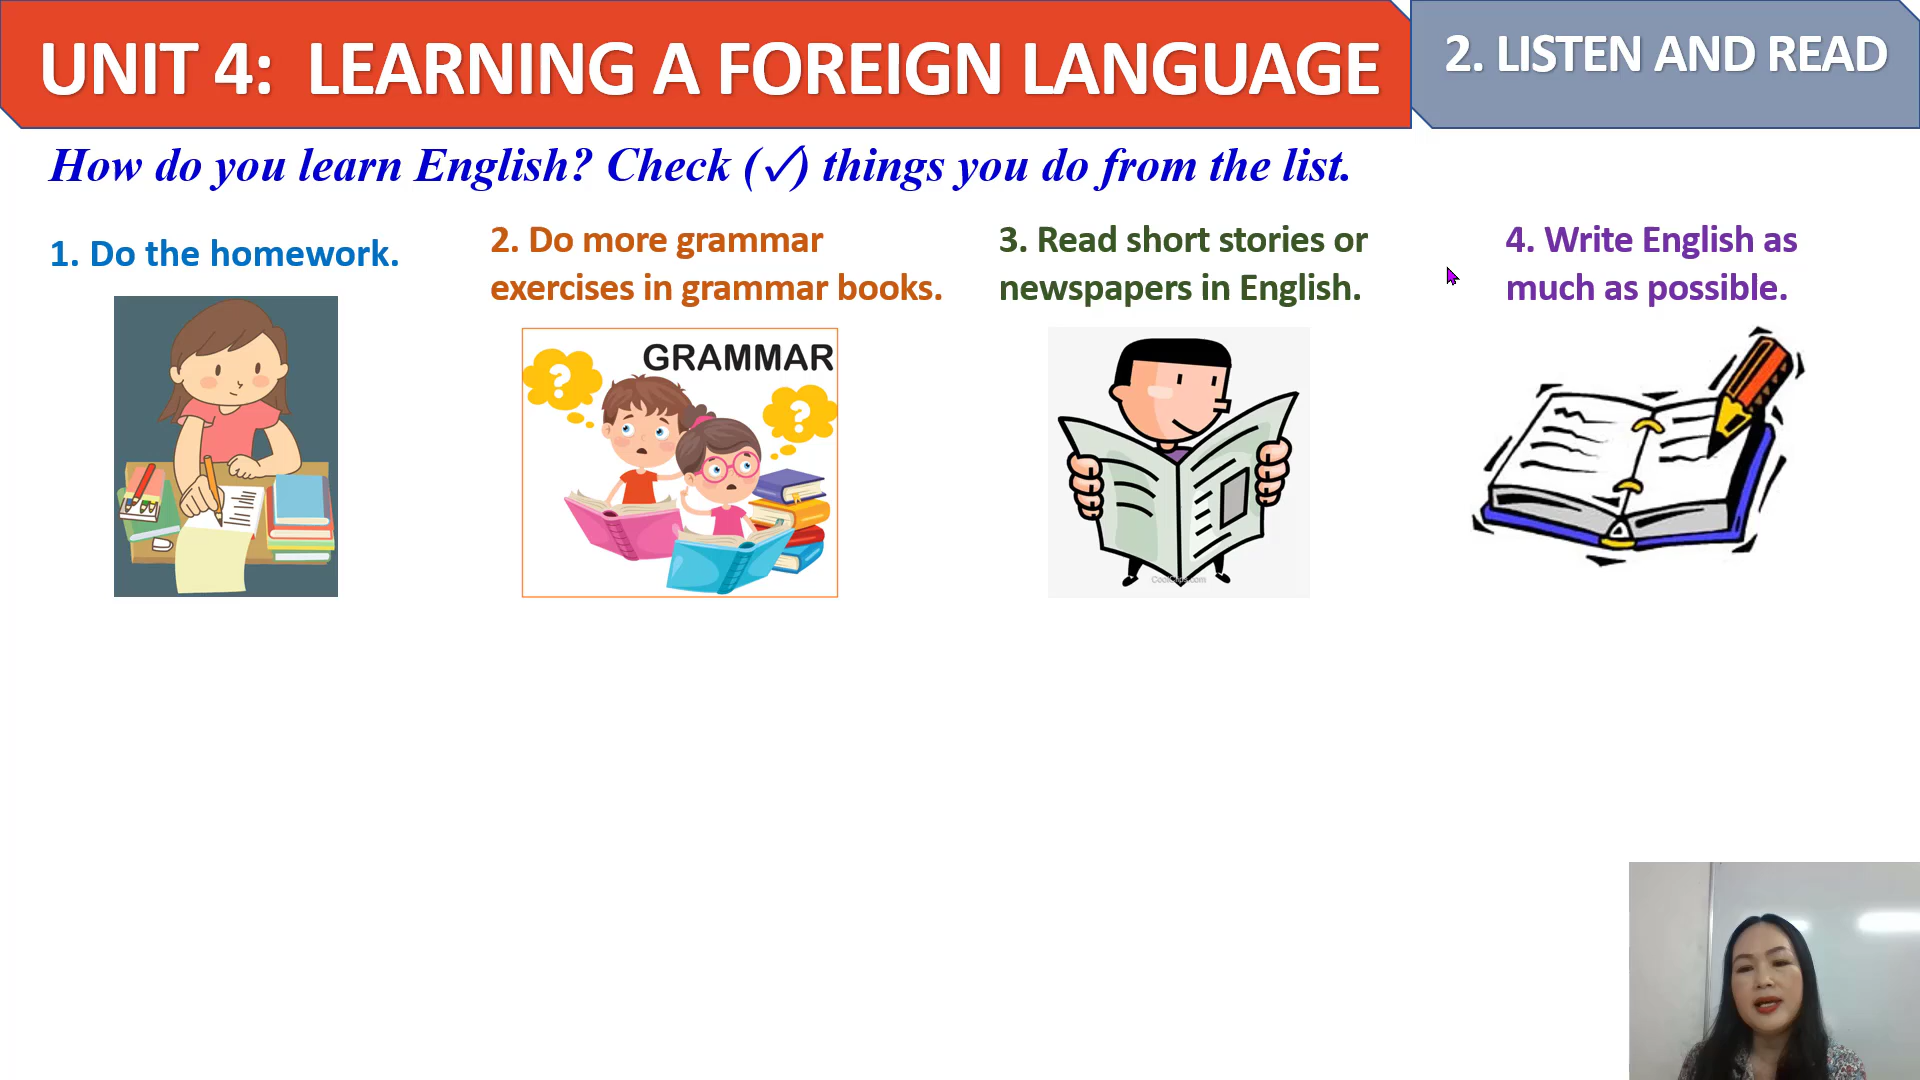 UNIT 4: LEARNING A FOREIGN LANGUAGE
2. LISTEN AND READ
How do you learn English? Check (✓) things you do from the list.
1. Do the homework.
2. Do more grammar
exercises in grammar books.
3. Read short stories or
newspapers in English.
4. Write English as
much as possible.
GRAMMAR